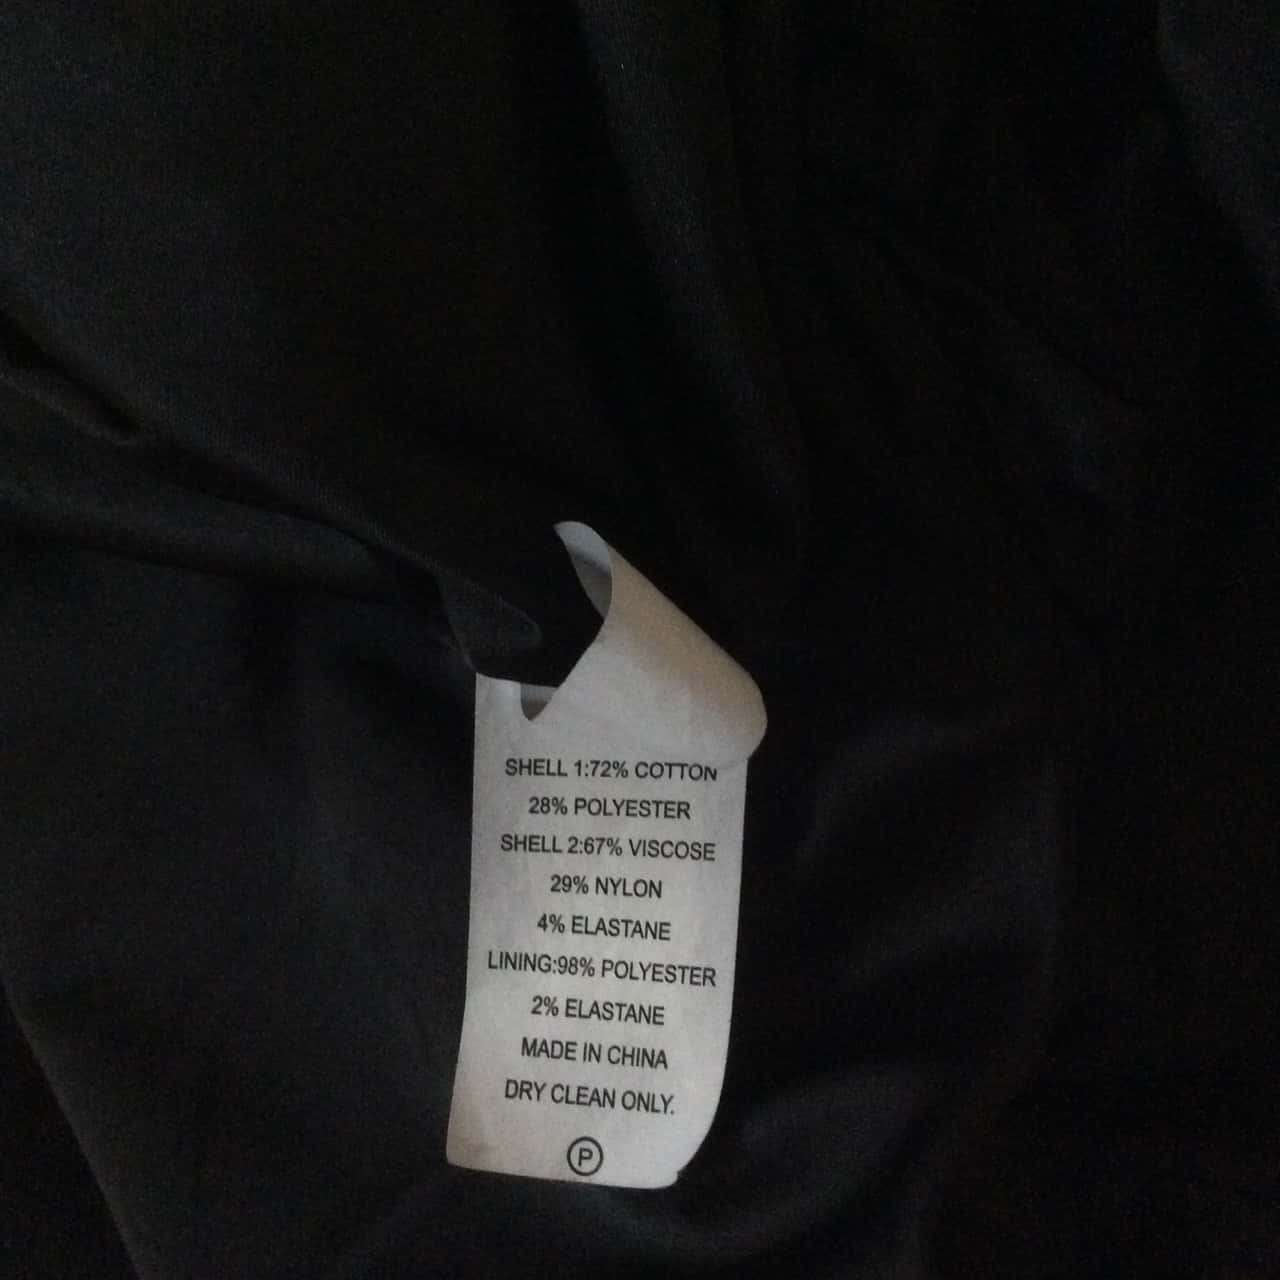 SHELL 1:72% COTTON
28% POLYESTER
SHELL 2:67% VISCOSE
29% NYLON
4% ELASTANE
LINING:98% POLYESTER
2% ELASTANE
MADE IN CHINA
DRY CLEAN ONLY.
P